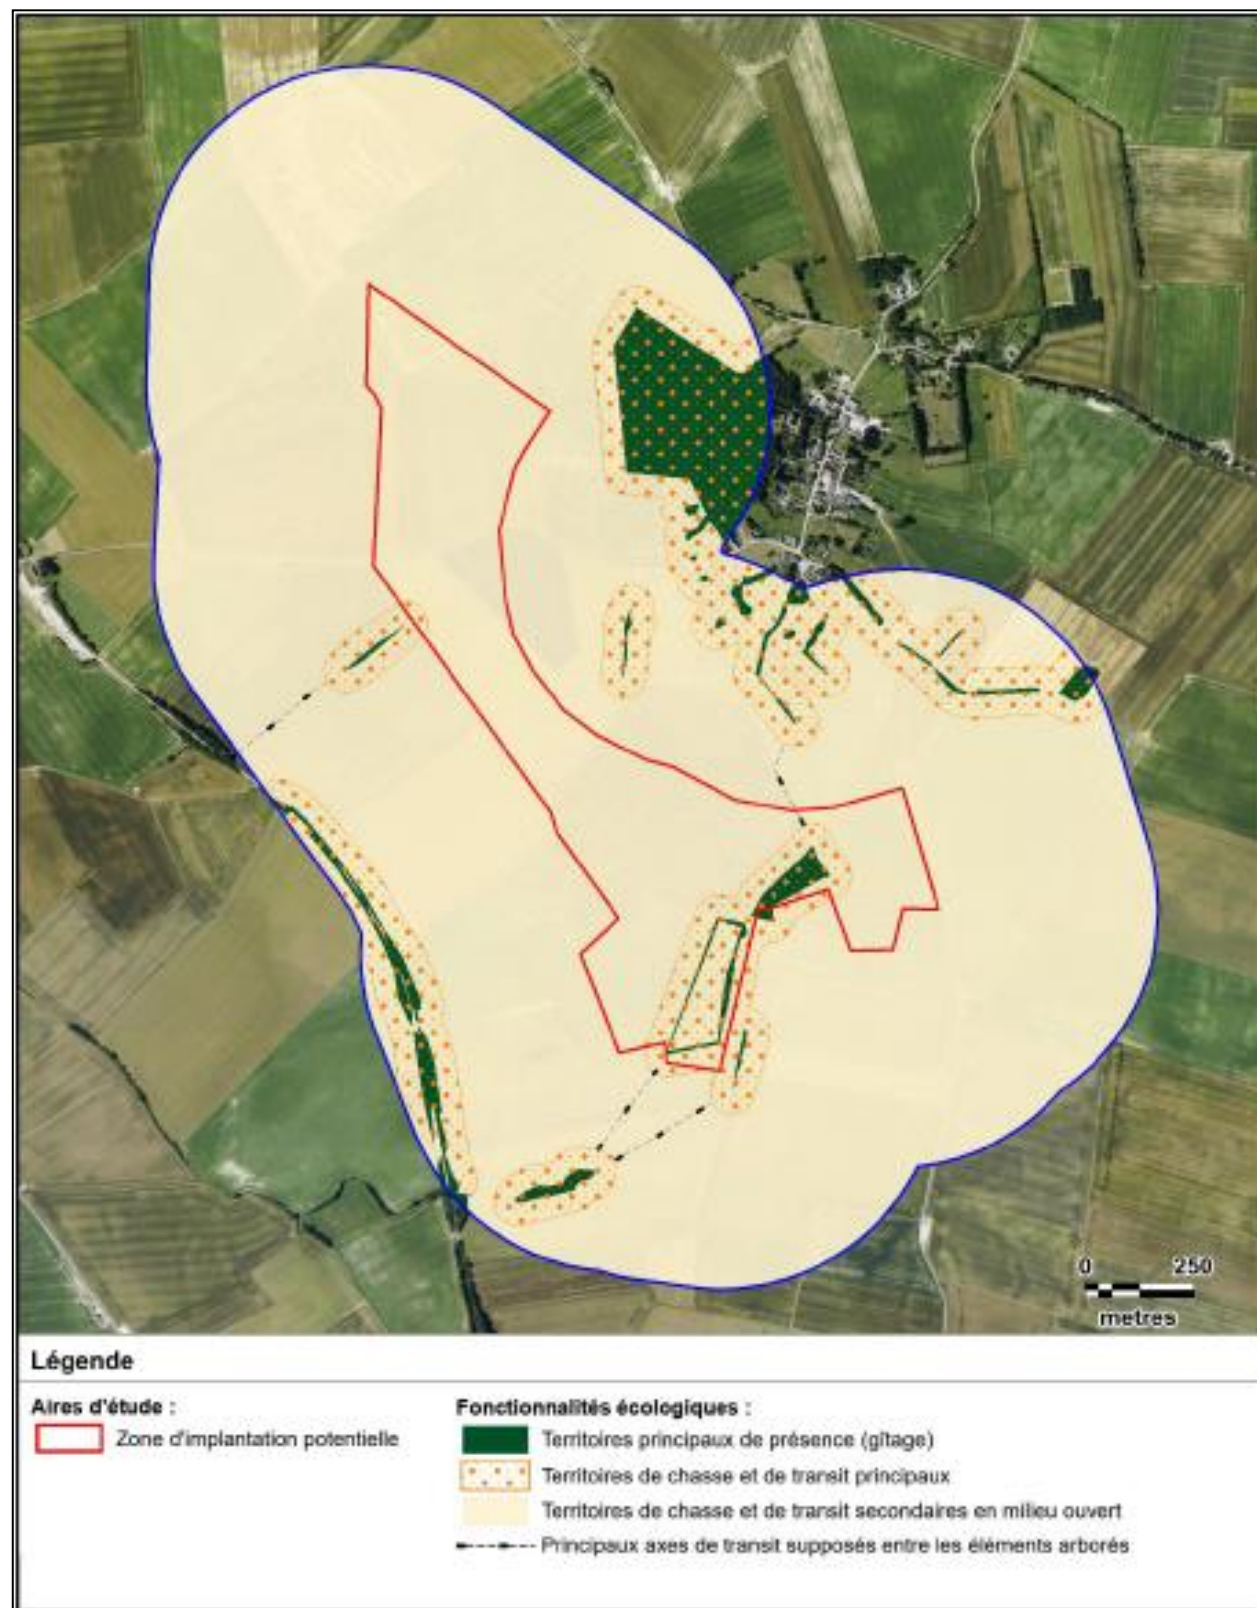 0 250
metres
Légende
Aires d'étude :
Zone d'implantation potentielle
Fonctionnalités écologiques :
Territoires principaux de présence (gîtage)
Territoires de chasse et de transit principaux
Territoires de chasse et de transit secondaires en milieu ouvert
Principaux axes de transit supposés entre les éléments arborés